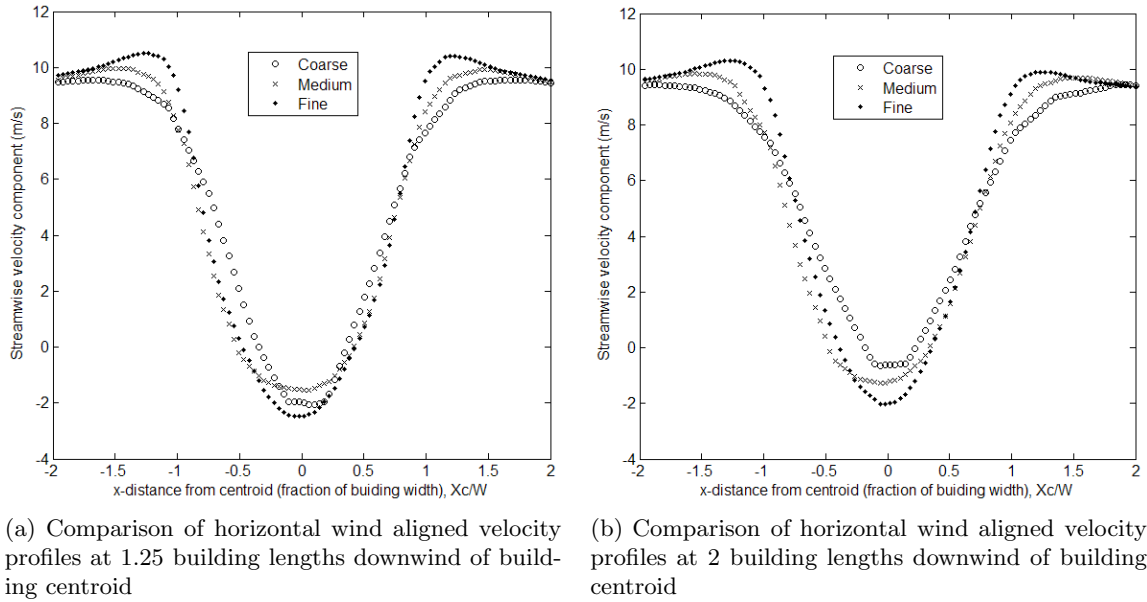 12
10
8
6
4
2
0
-2
-4
Streamwise velocity component (m/s)
Coarse
Medium
Fine
-2 -1.5 -1 -0.5 0 0.5 1 1.5 2
x-distance from centroid (fraction of buiding width), Xc/W
(a) Comparison of horizontal wind aligned velocity
profiles at 1.25 building lengths downwind of build-
ing centroid
12
10
8
6
4
2
0
-2
-4
Streamwise velocity component (m/s)
Coarse
Medium
Fine
-2 -1.5 -1 -0.5 0 0.5 1 1.5 2
x-distance from centroid (fraction of buiding width), Xc/W
(b) Comparison of horizontal wind aligned velocity
profiles at 2 building lengths downwind of building
centroid